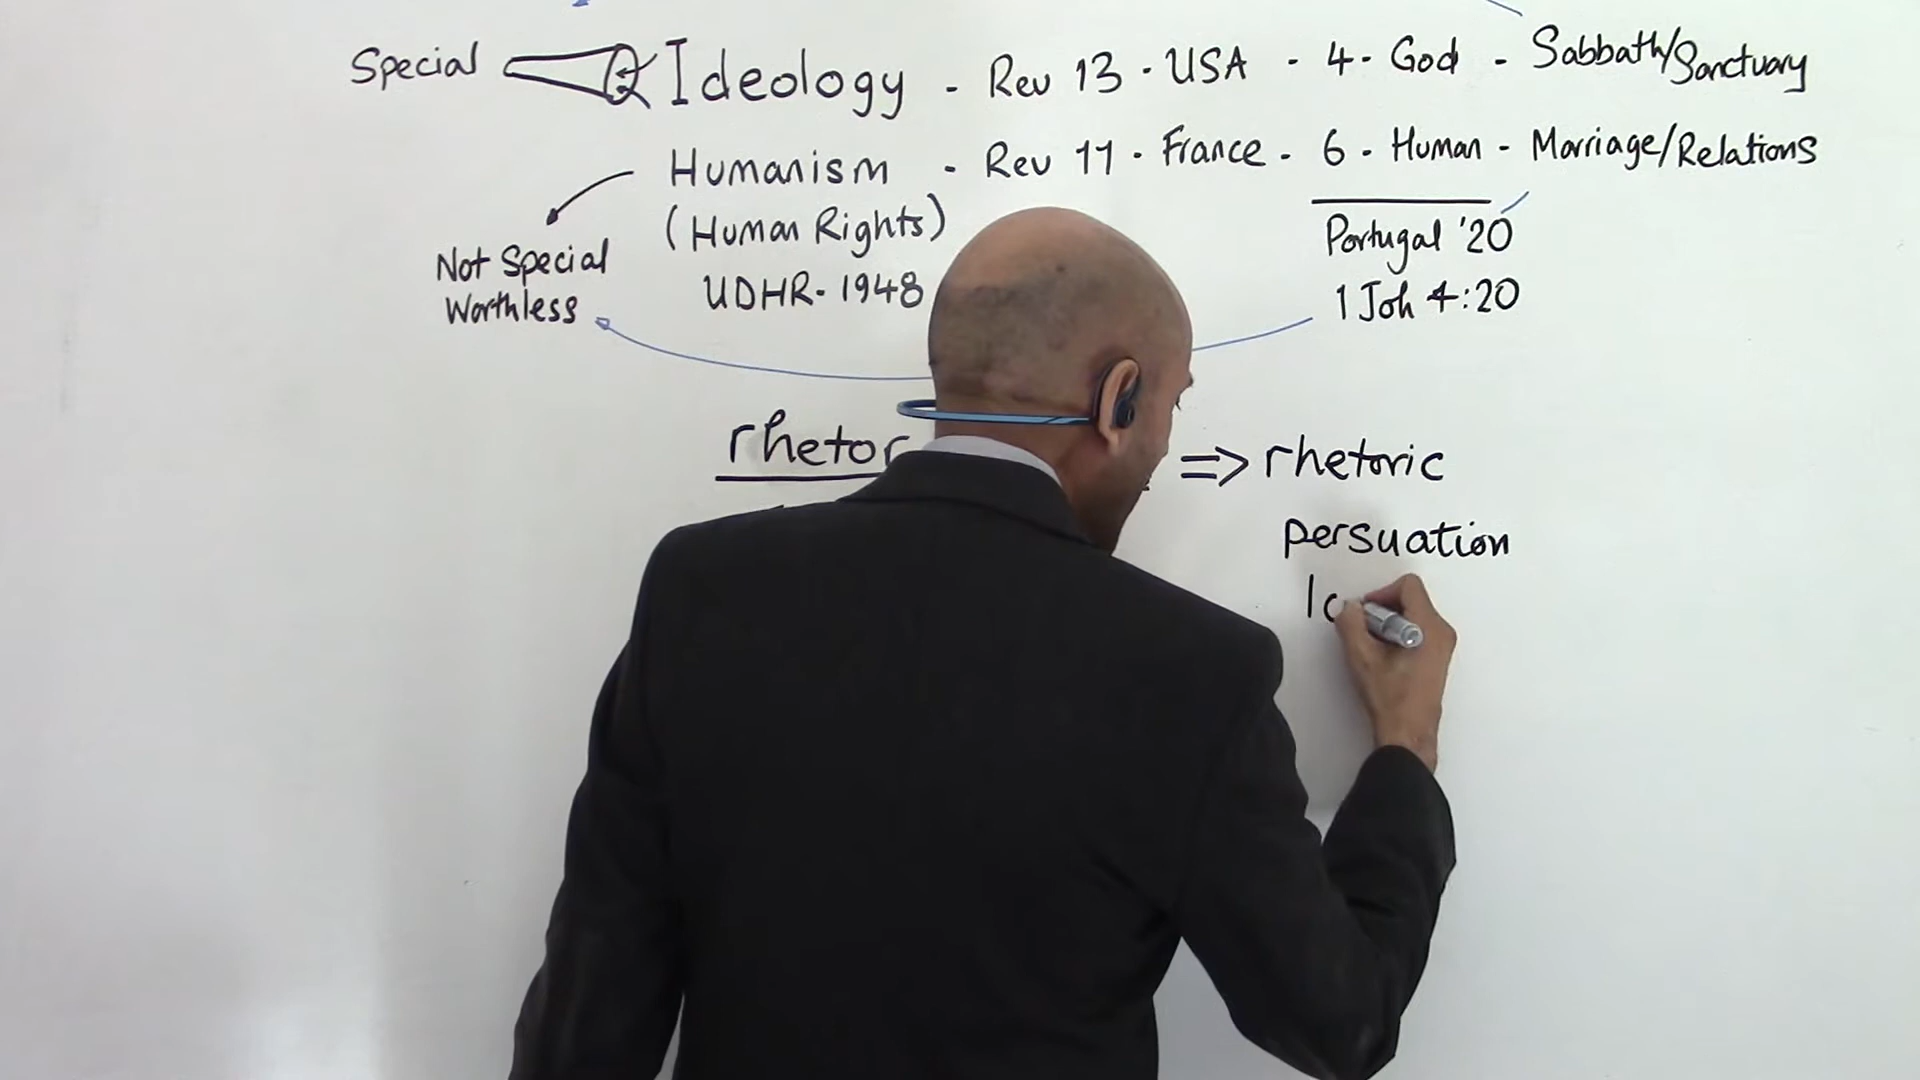 Special Ideology - Rev 13 · USA - 4 - God - Sabbath/Sanctuary
Humanism - Rev 11 · France - 6 - Human - Marriage/Relations
(Human Rights)
Portugal '20
Not Special
Worthless
UDHR - 1948
1 Joh 4:20
rhetor => rhetoric
persuation